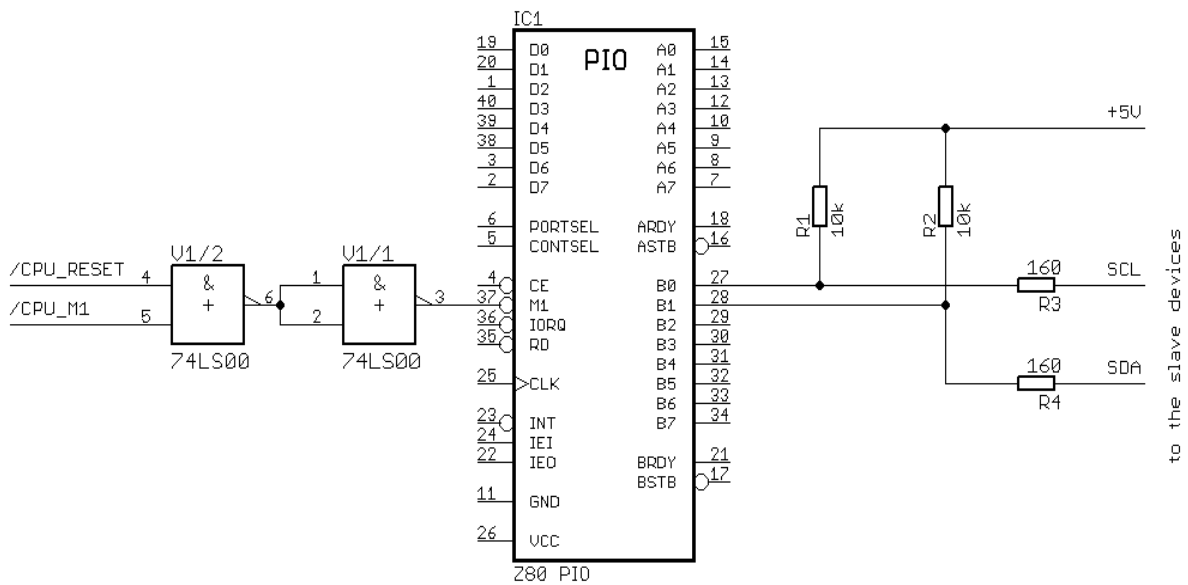 IC1
PIO
19 D0 A0 15
20 D1 A1 14
1 D2 A2 13
40 D3 A3 12
39 D4 A4 10
38 D5 A5 9
3 D6 A6 8
2 D7 A7 7
6 PORTSEL ARDY 18
5 CONTSEL ASTB 16
4 CE B0 27
37 M1 B1 28
36 IORQ B2 29
35 RD B3 30
B4 31
25 CLK B5 32
B6 33
23 INT B7 34
24 IEI
22 IEO BRDY 21
BSTB 17
11 GND
26 VCC
Z80 PIO
/CPU_RESET
/CPU_M1
V1/2
4
5
&
+
6
74LS00
V1/1
1
2
&
+
3
74LS00
+5V
R1
10k
R2
10k
160
R3
SCL
160
R4
SDA
to the slave devices